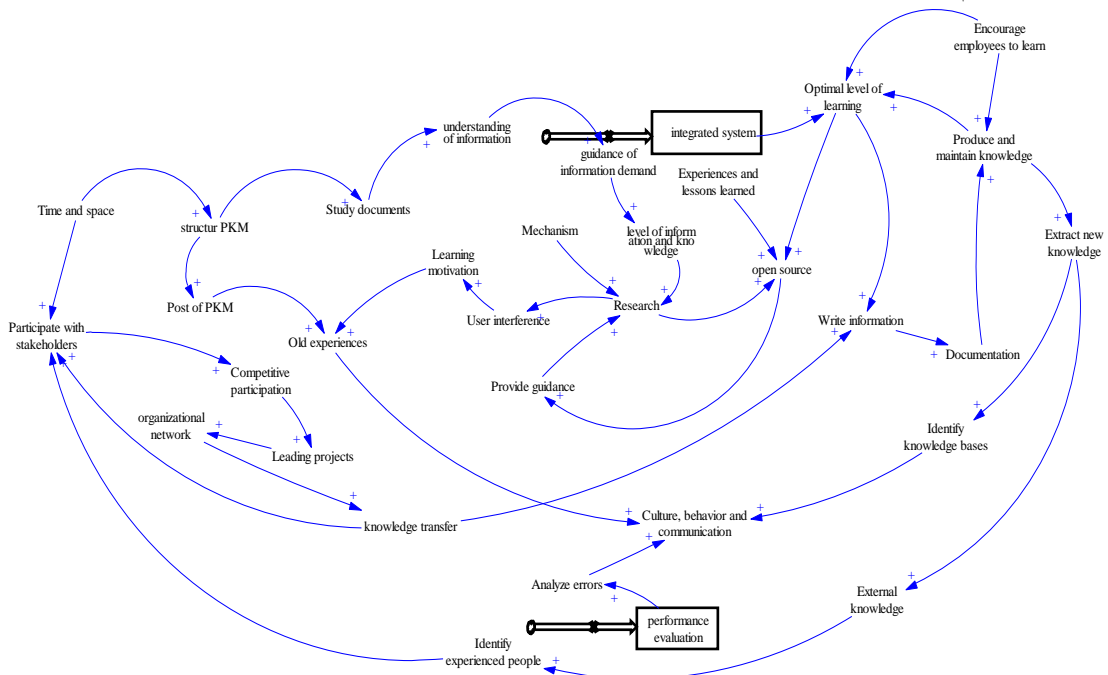 Encourage
employees to learn
Optimal level of
learning
understanding
of information
integrated system
Produce and
maintain knowledge
guidance of
information demand
Experiences and
lessons learned
Time and space
Study documents
structur PKM
level of inform
ation and kno
wledge
Mechanism
Extract new
knowledge
Learning
motivation
open source
Post of PKM
Research
User interference
Write information
Participate with
stakeholders
Old experiences
Documentation
Competitive
participation
Provide guidance
organizational
network
Leading projects
Identify
knowledge bases
knowledge transfer
Culture, behavior and
communication
Analyze errors
External
knowledge
performance
evaluation
Identify
experienced people